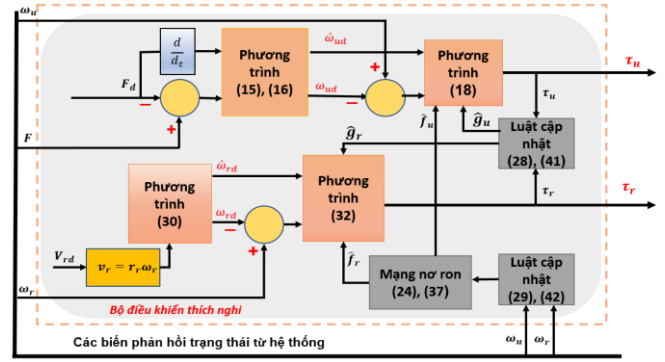 ω_u
d/d_t
Phương trình (15), (16)
ω̇_ud
Phương trình (18)
τ_u
F_d
ω_ud
+
−
−
+
F
τ_u
f̂_u
ĝ_u
ĝ_r
Luật cập nhật (28), (41)
ω̇_rd
Phương trình (30)
Phương trình (32)
τ_r
τ_r
ω_rd
−
+
V_rd
v_r = r_r ω_r
f̂_r
Mạng nơ ron (24), (37)
Luật cập nhật (29), (42)
ω_r
Bộ điều khiển thích nghi
Các biến phản hồi trạng thái từ hệ thống
ω_u
ω_r